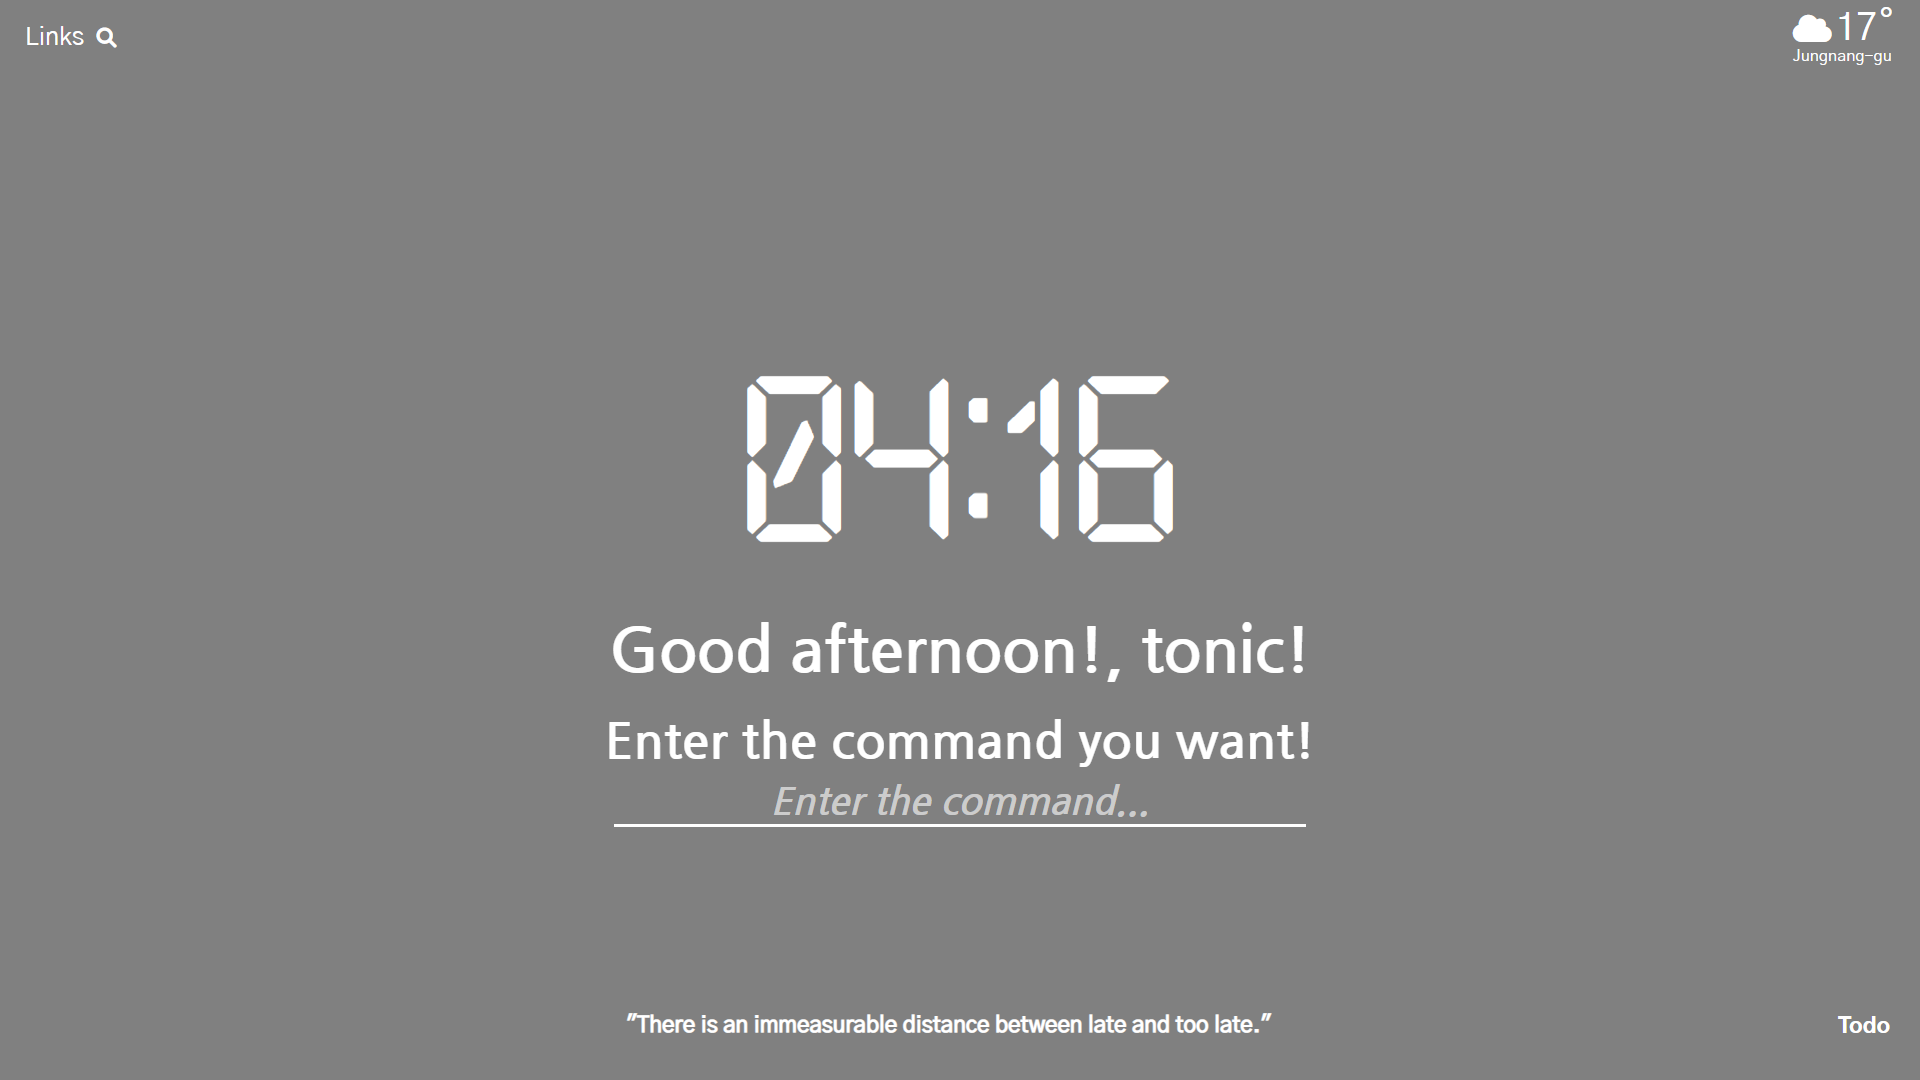 Links
17°
Jungnang-gu
04:16
Good afternoon!, tonic!
Enter the command you want!
Enter the command...
"There is an immeasurable distance between late and too late."
Todo